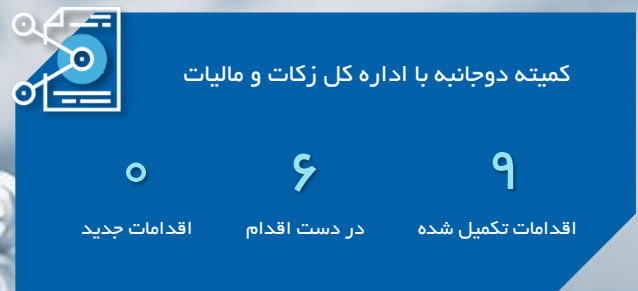 کمیته دوجانبه با اداره کل زکات و مالیات
۹ ۶ ۰
اقدامات تکمیل شده در دست اقدام اقدامات جدید